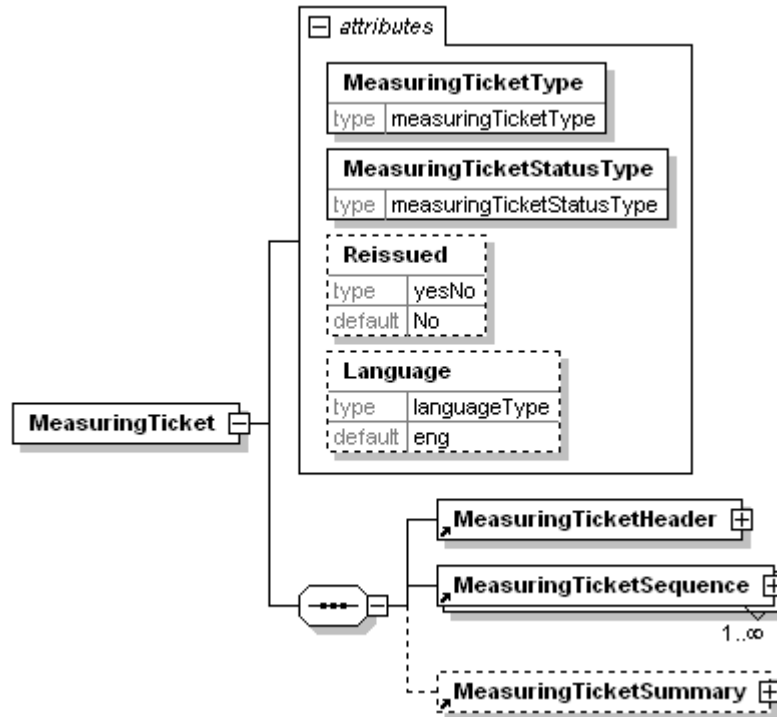 attributes
MeasuringTicketType
type measuringTicketType
MeasuringTicketStatusType
type measuringTicketStatusType
Reissued
type yesNo
default No
Language
type languageType
default eng
MeasuringTicket
MeasuringTicketHeader
MeasuringTicketSequence
1..∞
MeasuringTicketSummary